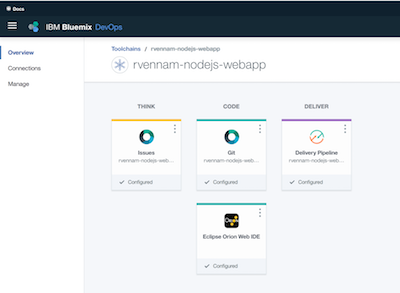 Docs
IBM Bluemix DevOps
Overview
Connections
Manage
Toolchains / rvennam-nodejs-webapp
rvennam-nodejs-webapp
THINK
CODE
DELIVER
Issues
rvennam-nodejs-web...
Configured
Git
rvennam-nodejs-web...
Configured
Delivery Pipeline
rvennam-nodejs-web...
Configured
Eclipse Orion Web IDE
Configured